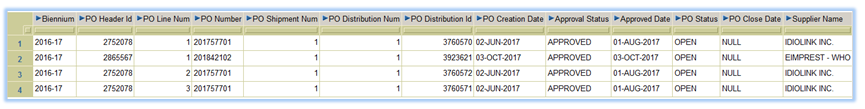 Biennium PO Header Id PO Line Num PO Number PO Shipment Num PO Distribution Num PO Distribution Id PO Creation Date Approval Status Approved Date PO Status PO Close Date Supplier Name
1 2016-17 2752078 1 201757701 1 1 3760570 02-JUN-2017 APPROVED 01-AUG-2017 OPEN NULL IDIOLINK INC.
2 2016-17 2865567 1 201842102 1 1 3923621 03-OCT-2017 APPROVED 03-OCT-2017 OPEN NULL EIMPREST - WHO
3 2016-17 2752078 2 201757701 1 1 3760572 02-JUN-2017 APPROVED 01-AUG-2017 OPEN NULL IDIOLINK INC.
4 2016-17 2752078 3 201757701 1 1 3760571 02-JUN-2017 APPROVED 01-AUG-2017 OPEN NULL IDIOLINK INC.